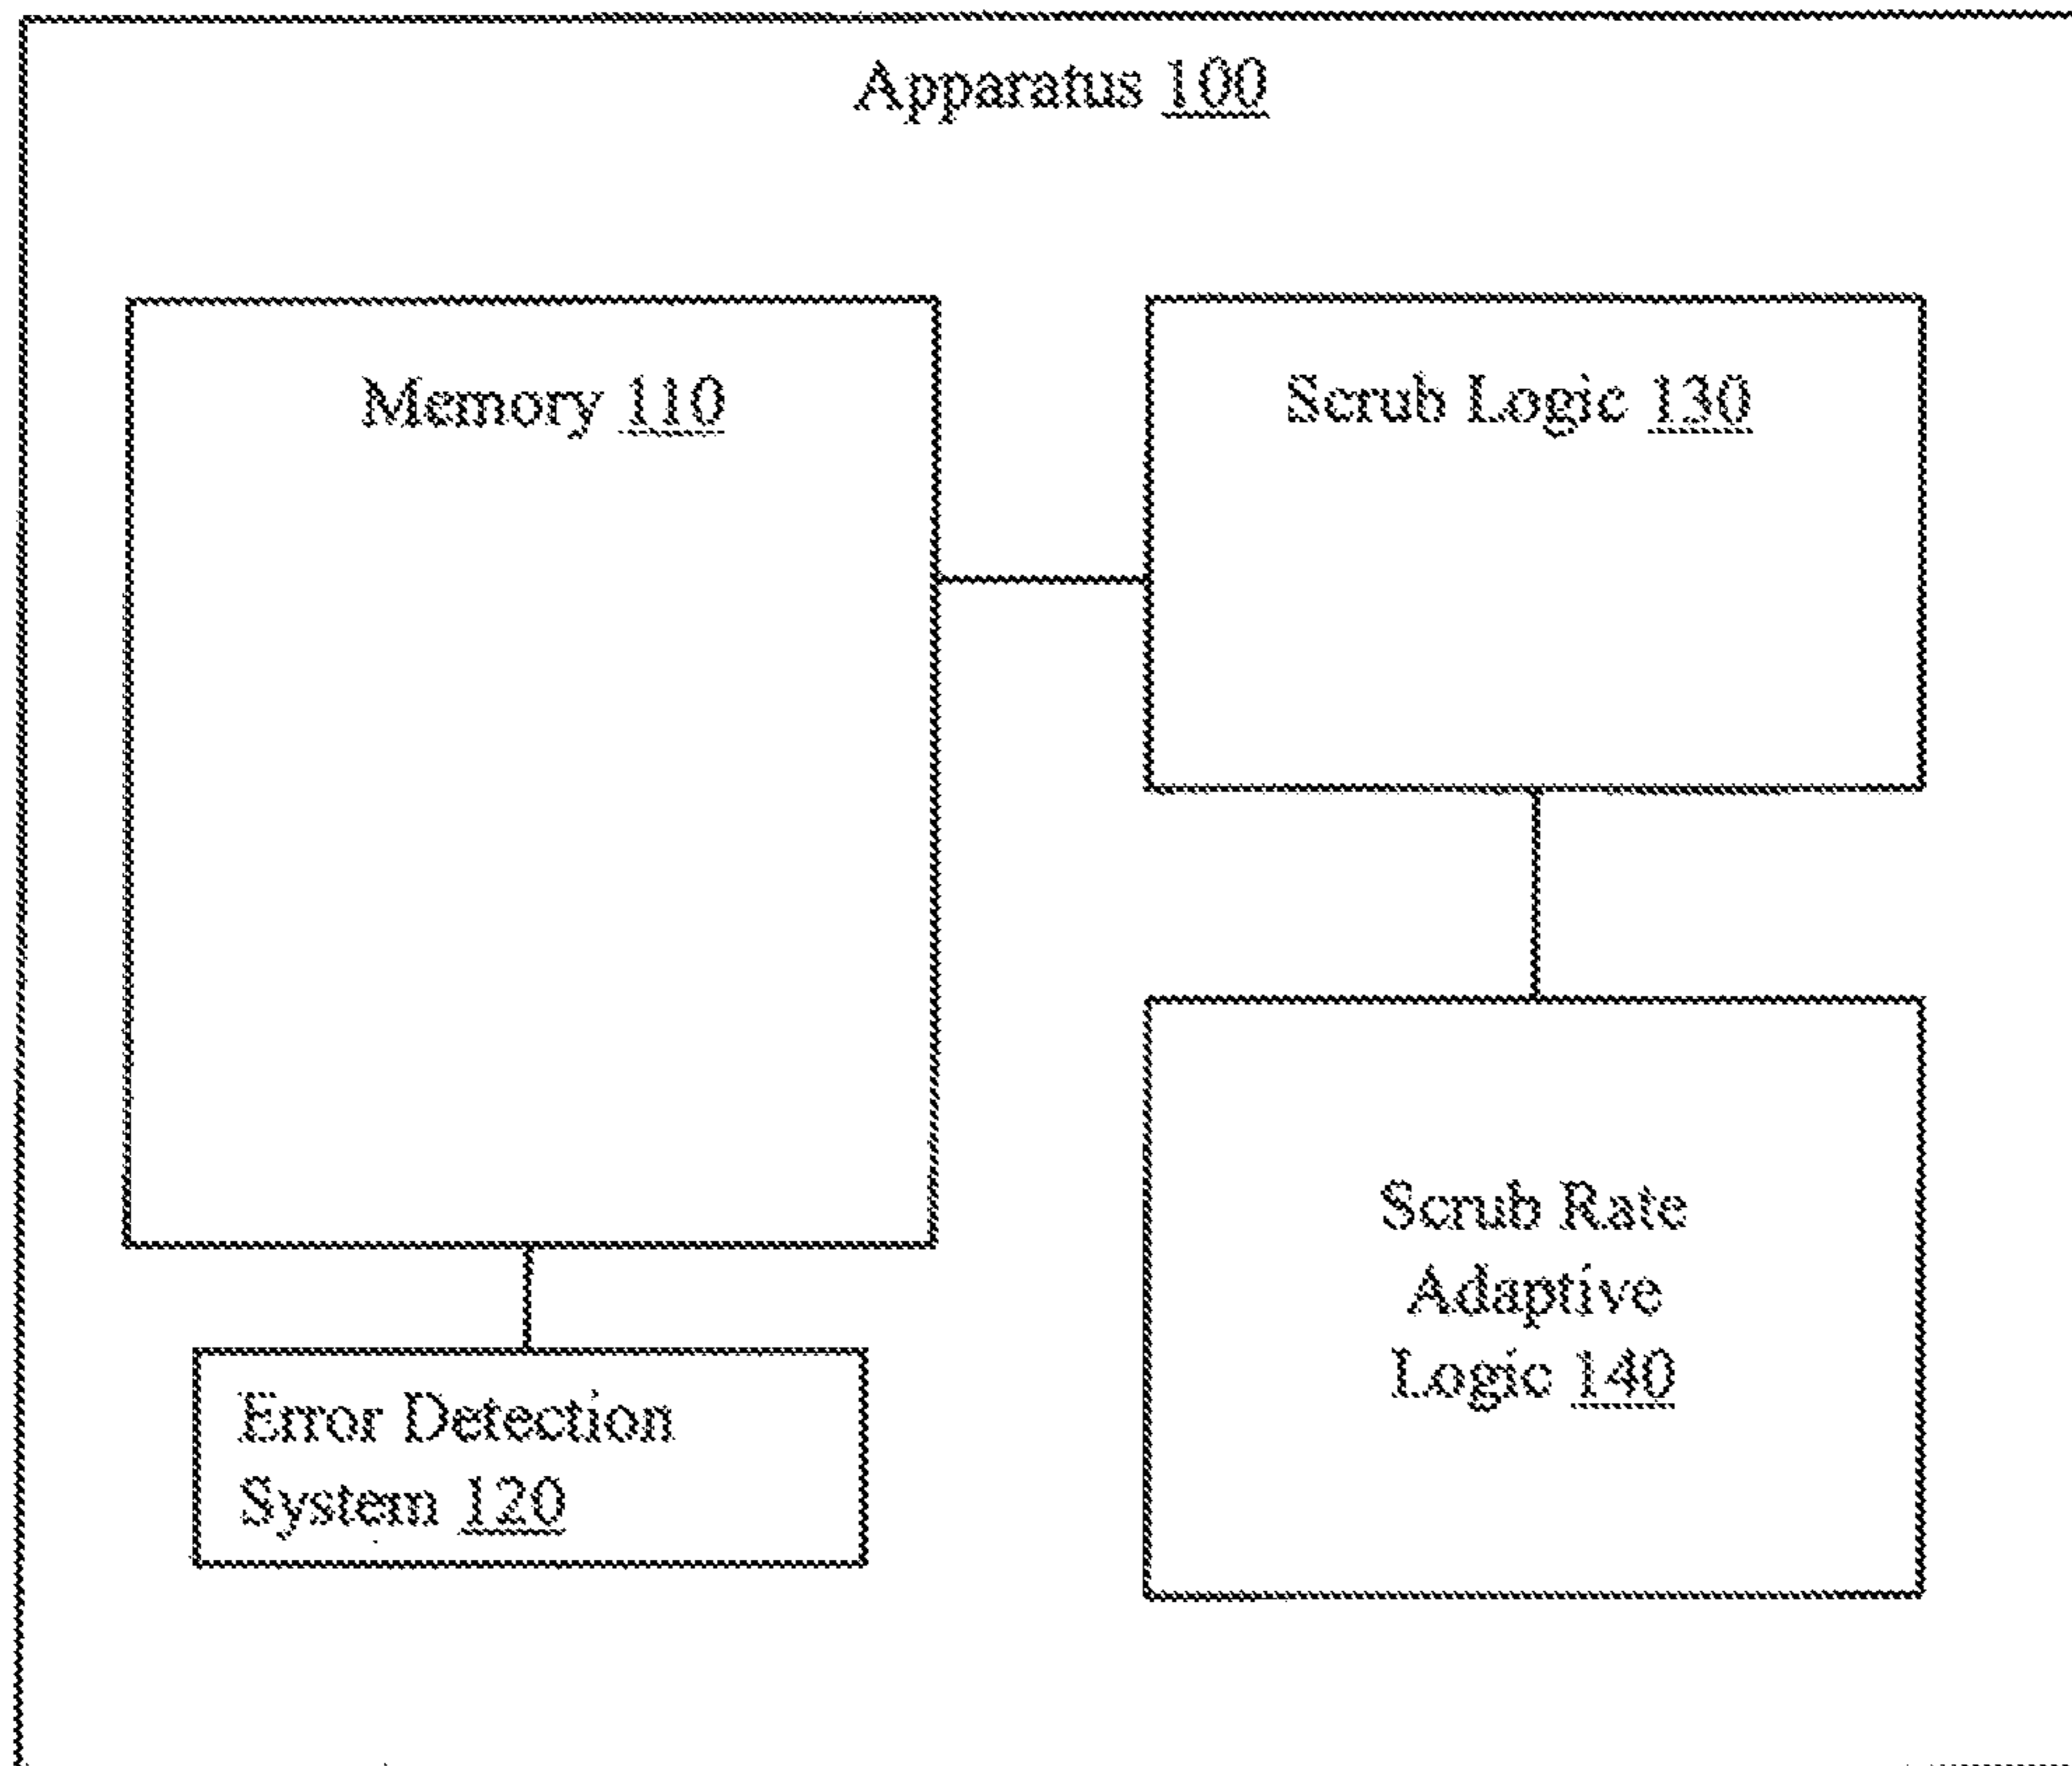 Apparatus 100
Memory 110
Scrub Logic 130
Scrub Rate
Adaptive
Logic 140
Error Detection
System 120